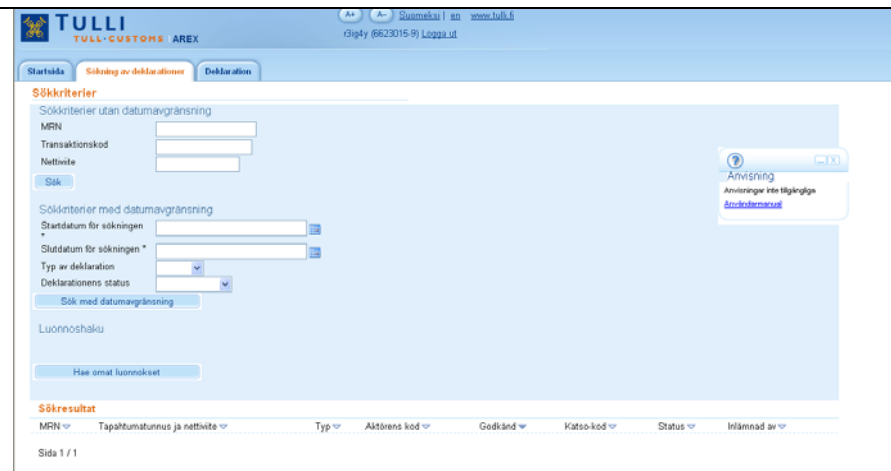 TULLI
TULL·CUSTOMS AREX
A+ A- Suomeksi | en www.tulli.fi
r3ig4y (6623015-9) Logga ut
Startsida Sökning av deklarationer Deklaration
Sökkriterier
Sökkriterier utan datumavgränsning
MRN
Transaktionskod
Nettiviite
Sök
Sökkriterier med datumavgränsning
Startdatum för sökningen
*
Slutdatum för sökningen *
Typ av deklaration
Deklarationens status
Sök med datumavgränsning
Luonnoshaku
Hae omat luonnokset
?
Anvisning
Anvisningar inte tillgängliga
Användarmanual
Sökresultat
MRN Tapahtumatunnus ja nettiviite Typ Aktörens kod Godkänd Katso-kod Status Inlämnad av
Sida 1 / 1